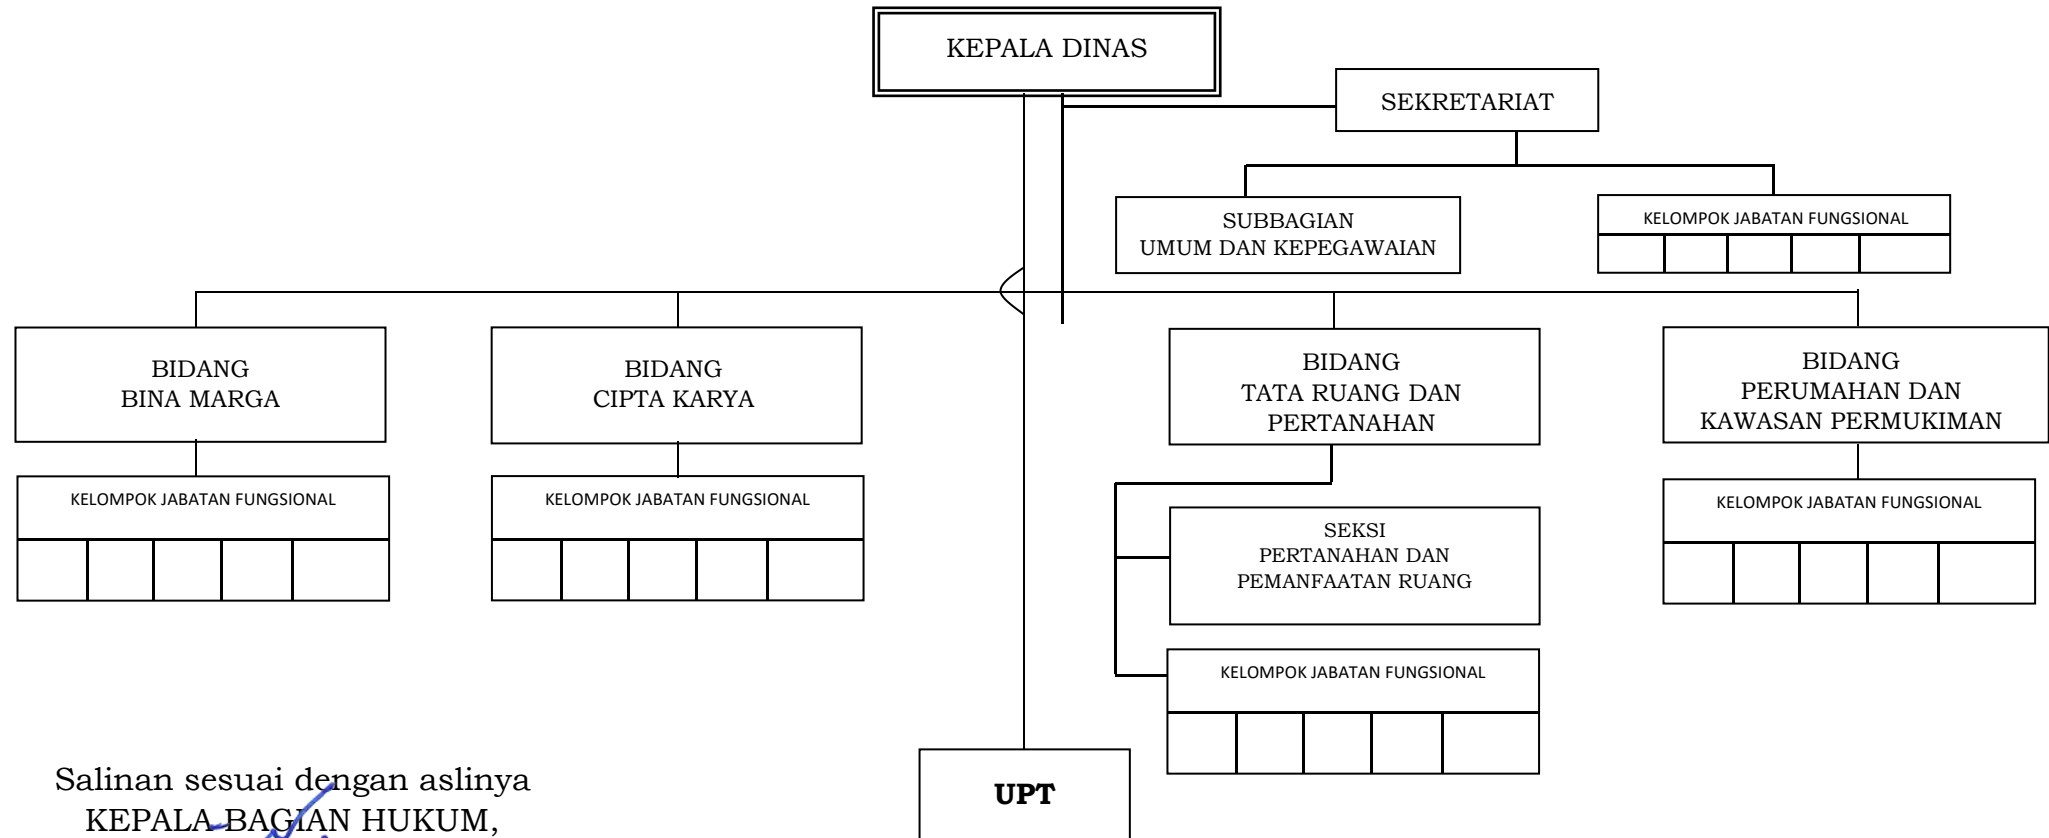 KEPALA DINAS
SEKRETARIAT
SUBBAGIAN
UMUM DAN KEPEGAWAIAN
KELOMPOK JABATAN FUNGSIONAL
BIDANG
BINA MARGA
BIDANG
CIPTA KARYA
BIDANG
TATA RUANG DAN
PERTANAHAN
BIDANG
PERUMAHAN DAN
KAWASAN PERMUKIMAN
KELOMPOK JABATAN FUNGSIONAL
KELOMPOK JABATAN FUNGSIONAL
SEKSI
PERTANAHAN DAN
PEMANFAATAN RUANG
KELOMPOK JABATAN FUNGSIONAL
KELOMPOK JABATAN FUNGSIONAL
UPT
Salinan sesuai dengan aslinya
KEPALA BAGIAN HUKUM,